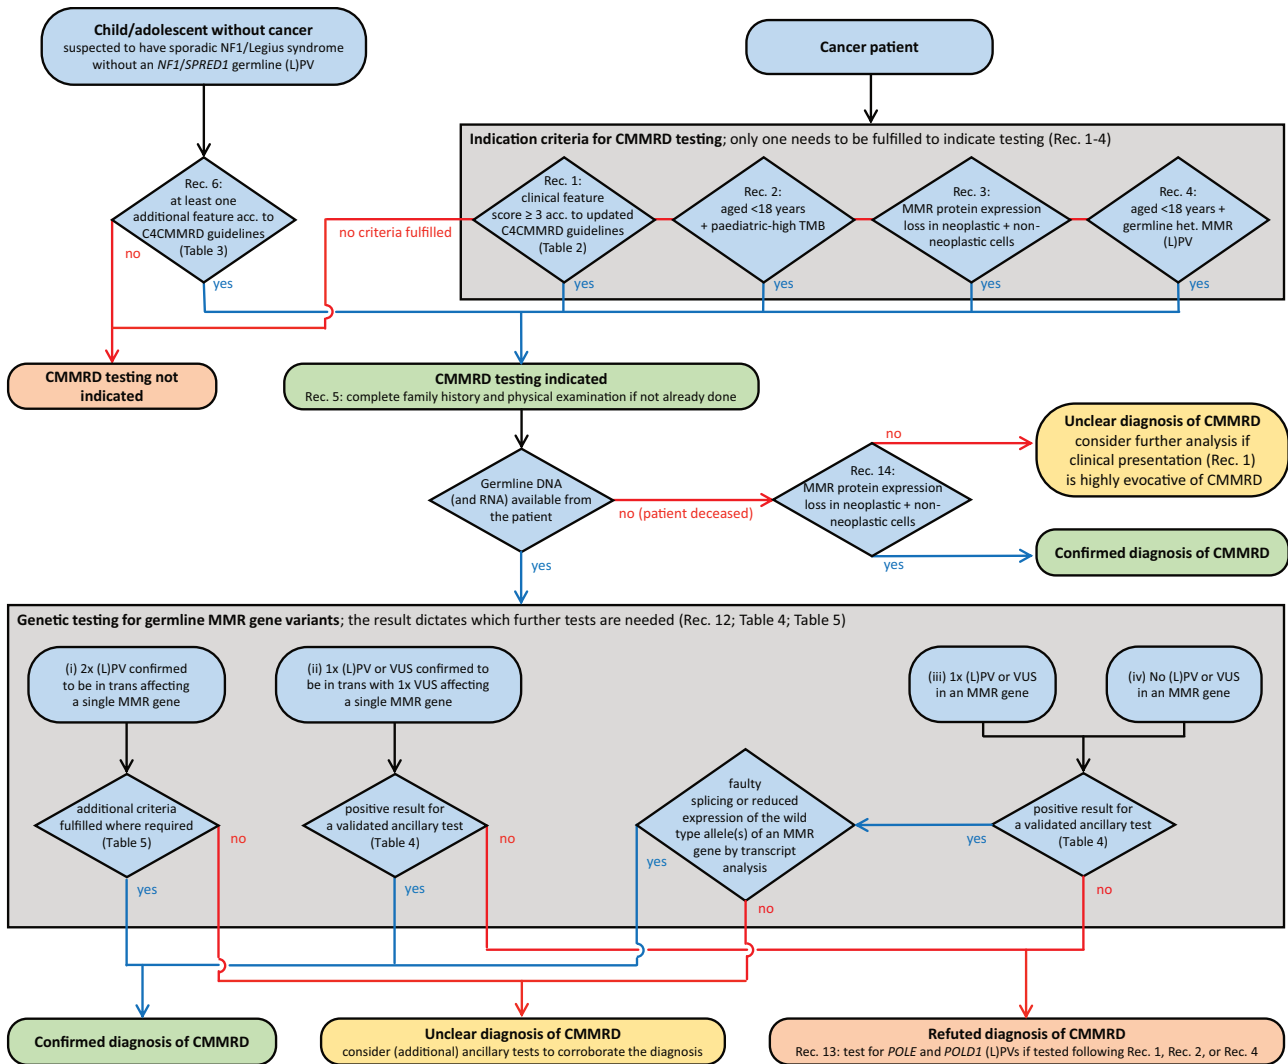 Child/adolescent without cancer
suspected to have sporadic NF1/Legius syndrome
without an NF1/SPRED1 germline (L)PV
Cancer patient
Indication criteria for CMMRD testing; only one needs to be fulfilled to indicate testing (Rec. 1-4)
Rec. 6:
at least one
additional feature acc. to
C4CMMRD guidelines
(Table 3)
no
yes
no criteria fulfilled
Rec. 1:
clinical feature
score ≥ 3 acc. to updated
C4CMMRD guidelines
(Table 2)
yes
Rec. 2:
aged <18 years
+ paediatric-high TMB
yes
Rec. 3:
MMR protein expression
loss in neoplastic + non-
neoplastic cells
yes
Rec. 4:
aged <18 years +
germline het. MMR
(L)PV
yes
CMMRD testing not
indicated
CMMRD testing indicated
Rec. 5: complete family history and physical examination if not already done
Germline DNA
(and RNA) available from
the patient
no (patient deceased)
yes
Rec. 14:
MMR protein expression
loss in neoplastic + non-
neoplastic cells
no
yes
Unclear diagnosis of CMMRD
consider further analysis if
clinical presentation (Rec. 1)
is highly evocative of CMMRD
Confirmed diagnosis of CMMRD
Genetic testing for germline MMR gene variants; the result dictates which further tests are needed (Rec. 12; Table 4; Table 5)
(i) 2x (L)PV confirmed
to be in trans affecting
a single MMR gene
(ii) 1x (L)PV or VUS confirmed to
be in trans with 1x VUS affecting
a single MMR gene
(iii) 1x (L)PV or VUS
in an MMR gene
(iv) No (L)PV or VUS
in an MMR gene
additional criteria
fulfilled where required
(Table 5)
no
yes
positive result for
a validated ancillary test
(Table 4)
no
yes
faulty
splicing or reduced
expression of the wild
type allele(s) of an MMR
gene by transcript
analysis
yes
no
positive result for
a validated ancillary test
(Table 4)
yes
no
Confirmed diagnosis of CMMRD
Unclear diagnosis of CMMRD
consider (additional) ancillary tests to corroborate the diagnosis
Refuted diagnosis of CMMRD
Rec. 13: test for POLE and POLD1 (L)PVs if tested following Rec. 1, Rec. 2, or Rec. 4